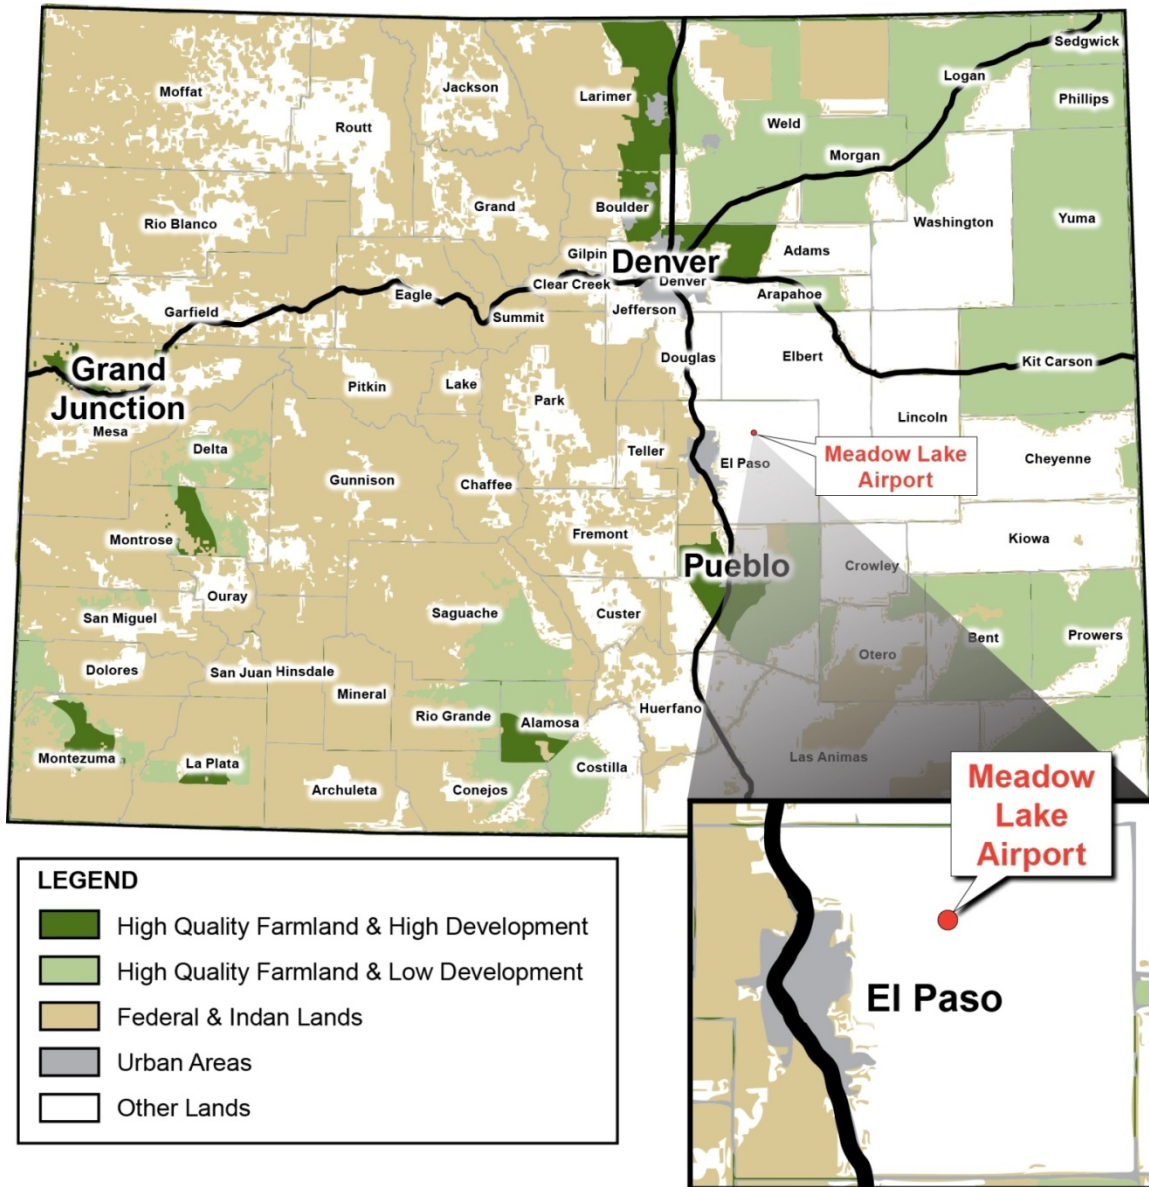 Sedgwick
Logan
Moffat
Jackson
Larimer
Phillips
Routt
Weld
Morgan
Grand
Boulder
Rio Blanco
Washington
Yuma
Gilpin
Adams
Denver
Clear Creek
Denver
Eagle
Arapahoe
Garfield
Summit
Jefferson
Douglas
Elbert
Kit Carson
Grand
Junction
Pitkin
Lake
Park
Lincoln
Mesa
Delta
Teller
El Paso
Meadow Lake
Airport
Cheyenne
Gunnison
Chaffee
Montrose
Fremont
Kiowa
Pueblo
Crowley
Ouray
San Miguel
Saguache
Custer
Bent
Prowers
Otero
Dolores
San Juan
Hinsdale
Mineral
Rio Grande
Alamosa
Huerfano
Montezuma
La Plata
Costilla
Las Animas
Archuleta
Conejos
Meadow
Lake
Airport
El Paso
LEGEND
High Quality Farmland & High Development
High Quality Farmland & Low Development
Federal & Indan Lands
Urban Areas
Other Lands